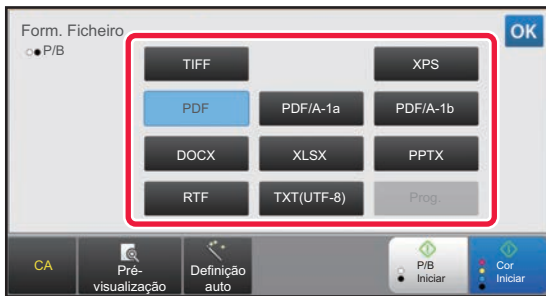 Form. Ficheiro
OK
P/B
TIFF
XPS
PDF
PDF/A-1a
PDF/A-1b
DOCX
XLSX
PPTX
RTF
TXT(UTF-8)
Prog.
CA
Pré-
visualização
Definição
auto
P/B
Iniciar
Cor
Iniciar